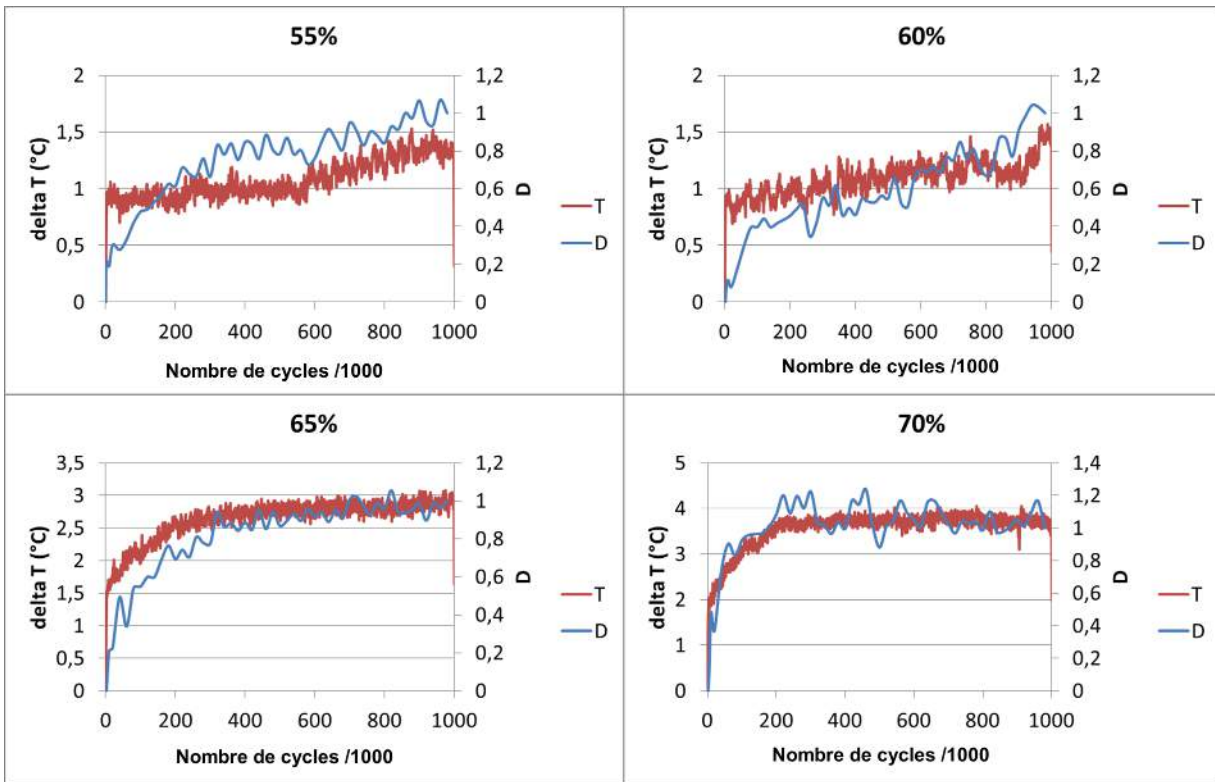 55%
delta T (°C)
2
1,5
1
0,5
0
1,2
1
0,8
0,6
0,4
0,2
0
D
T
D
0 200 400 600 800 1000
Nombre de cycles /1000
60%
delta T (°C)
2
1,5
1
0,5
0
1,2
1
0,8
0,6
0,4
0,2
0
D
T
D
0 200 400 600 800 1000
Nombre de cycles /1000
65%
delta T (°C)
3,5
3
2,5
2
1,5
1
0,5
0
1,2
1
0,8
0,6
0,4
0,2
0
D
T
D
0 200 400 600 800 1000
Nombre de cycles /1000
70%
delta T (°C)
5
4
3
2
1
0
1,4
1,2
1
0,8
0,6
0,4
0,2
0
D
T
D
0 200 400 600 800 1000
Nombre de cycles /1000